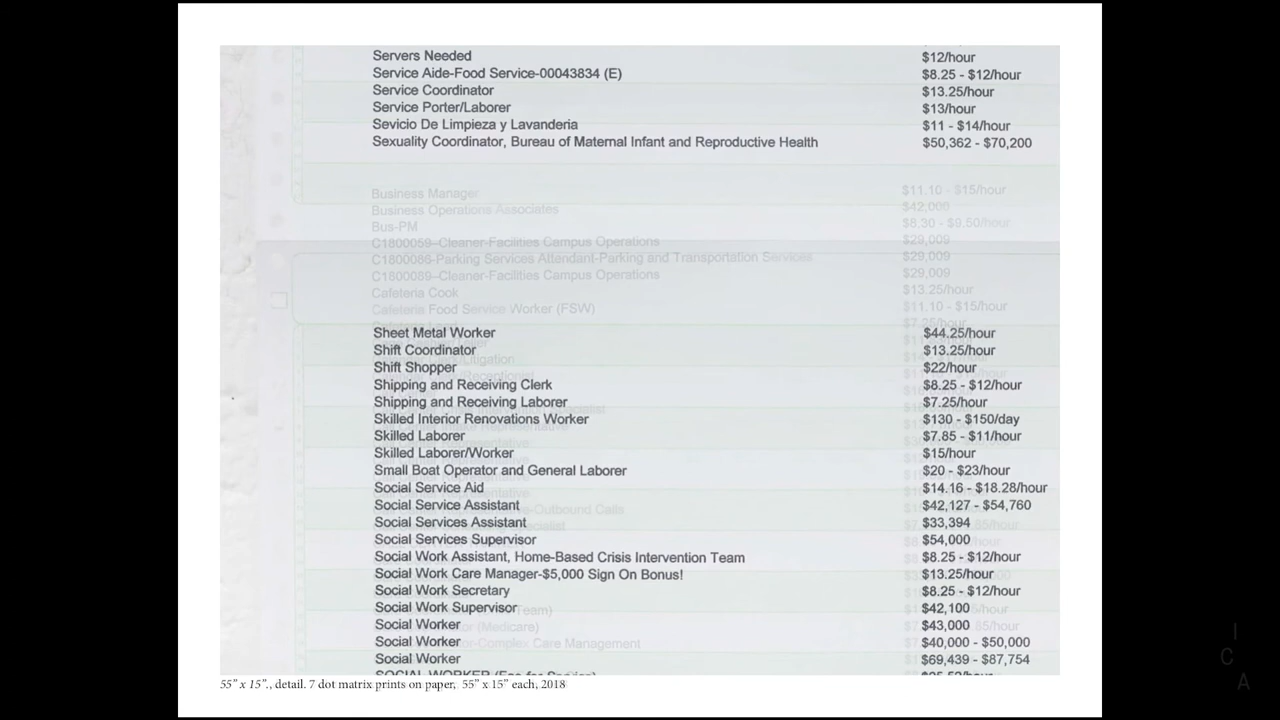 Servers Needed $12/hour
Service Aide-Food Service-00043834 (E) $8.25 - $12/hour
Service Coordinator $13.25/hour
Service Porter/Laborer $13/hour
Sevicio De Limpieza y Lavanderia $11 - $14/hour
Sexuality Coordinator, Bureau of Maternal Infant and Reproductive Health $50,362 - $70,200
Business Manager $11.10 - $15/hour
Business Operations Associates $42,000
Bus-PM $8.30 - $9.50/hour
C1800059--Cleaner-Facilities Campus Operations $29,009
C1800086-Parking Services Attendant-Parking and Transportation Services $29,009
C1800089--Cleaner-Facilities Campus Operations $29,009
Cafeteria Cook $13.25/hour
Cafeteria Food Service Worker (FSW) $11.10 - $15/hour
$7.25/hour
Sheet Metal Worker $44.25/hour
Shift Coordinator $13.25/hour
Shift Shopper $22/hour
Shipping and Receiving Clerk $8.25 - $12/hour
Shipping and Receiving Laborer $7.25/hour
Skilled Interior Renovations Worker $130 - $150/day
Skilled Laborer $7.85 - $11/hour
Skilled Laborer/Worker $15/hour
Small Boat Operator and General Laborer $20 - $23/hour
Social Service Aid $14.16 - $18.28/hour
Social Service Assistant $42,127 - $54,760
Social Services Assistant $33,394
Social Services Supervisor $54,000
Social Work Assistant, Home-Based Crisis Intervention Team $8.25 - $12/hour
Social Work Care Manager-$5,000 Sign On Bonus! $13.25/hour
Social Work Secretary $8.25 - $12/hour
Social Work Supervisor $42,100
Social Worker $43,000
Social Worker $40,000 - $50,000
Social Worker $69,439 - $87,754
SOCIAL WORKER
55" x 15"., detail. 7 dot matrix prints on paper, 55" x 15" each, 2018
I
C
A